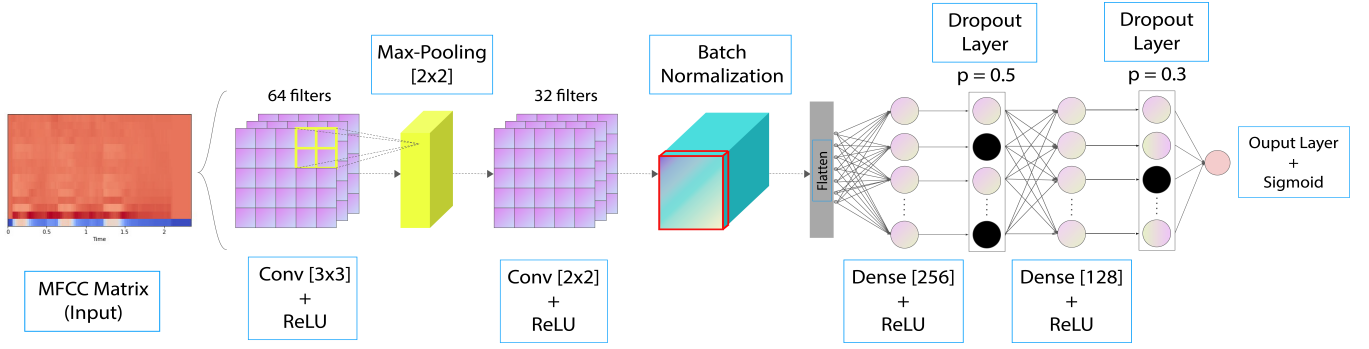 0
0.5
1
1.5
2
Time
MFCC Matrix
(Input)
64 filters
Conv [3x3]
+
ReLU
Max-Pooling
[2x2]
32 filters
Conv [2x2]
+
ReLU
Batch
Normalization
Flatten
Dense [256]
+
ReLU
Dropout
Layer
p = 0.5
Dense [128]
+
ReLU
Dropout
Layer
p = 0.3
Ouput Layer
+
Sigmoid